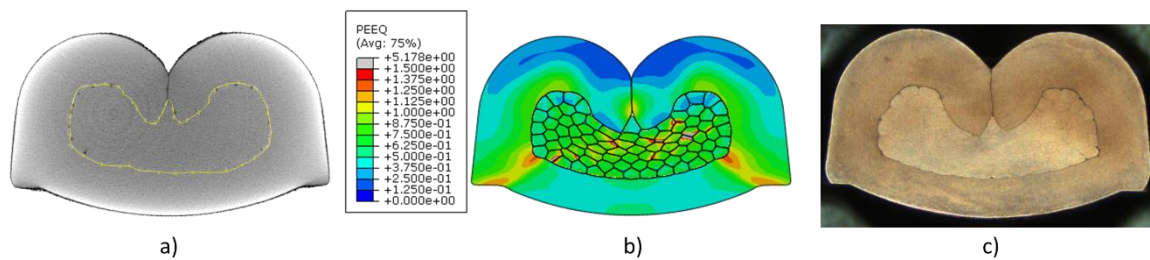 PEEQ
(Avg: 75%)
+5.178e+00
+1.500e+00
+1.375e+00
+1.250e+00
+1.125e+00
+1.000e+00
+8.750e-01
+7.500e-01
+6.250e-01
+5.000e-01
+3.750e-01
+2.500e-01
+1.250e-01
+0.000e+00
a)
b)
c)